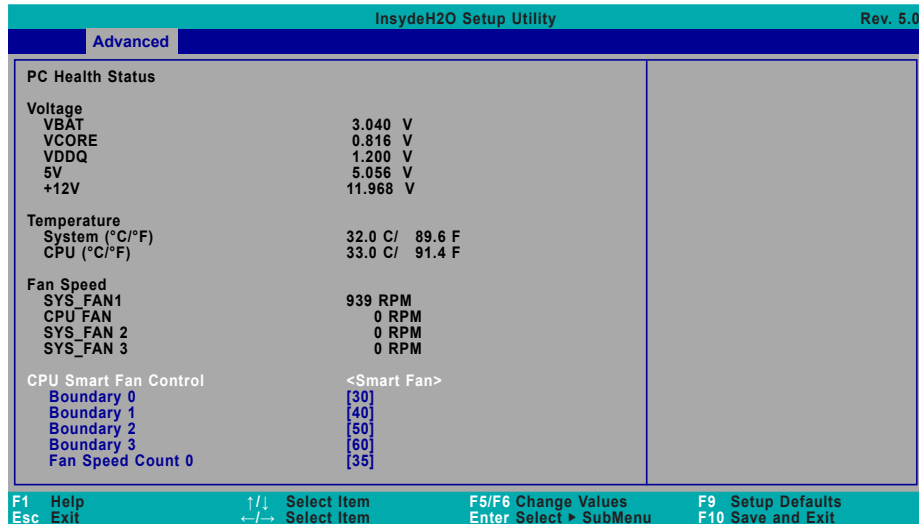 InsydeH2O Setup Utility Rev. 5.0
Advanced
PC Health Status
Voltage
VBAT 3.040 V
VCORE 0.816 V
VDDQ 1.200 V
5V 5.056 V
+12V 11.968 V
Temperature
System (°C/°F) 32.0 C/ 89.6 F
CPU (°C/°F) 33.0 C/ 91.4 F
Fan Speed
SYS_FAN1 939 RPM
CPU FAN 0 RPM
SYS_FAN 2 0 RPM
SYS_FAN 3 0 RPM
CPU Smart Fan Control <Smart Fan>
Boundary 0 [30]
Boundary 1 [40]
Boundary 2 [50]
Boundary 3 [60]
Fan Speed Count 0 [35]
F1 Help ↑/↓ Select Item F5/F6 Change Values F9 Setup Defaults
Esc Exit ←/→ Select Item Enter Select ▶ SubMenu F10 Save and Exit